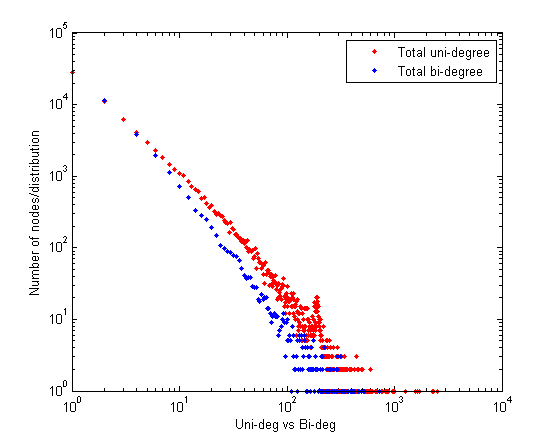 10^5
10^4
10^3
10^2
10^1
10^0
Number of nodes/distribution
Total uni-degree
Total bi-degree
10^0 10^1 10^2 10^3 10^4
Uni-deg vs Bi-deg